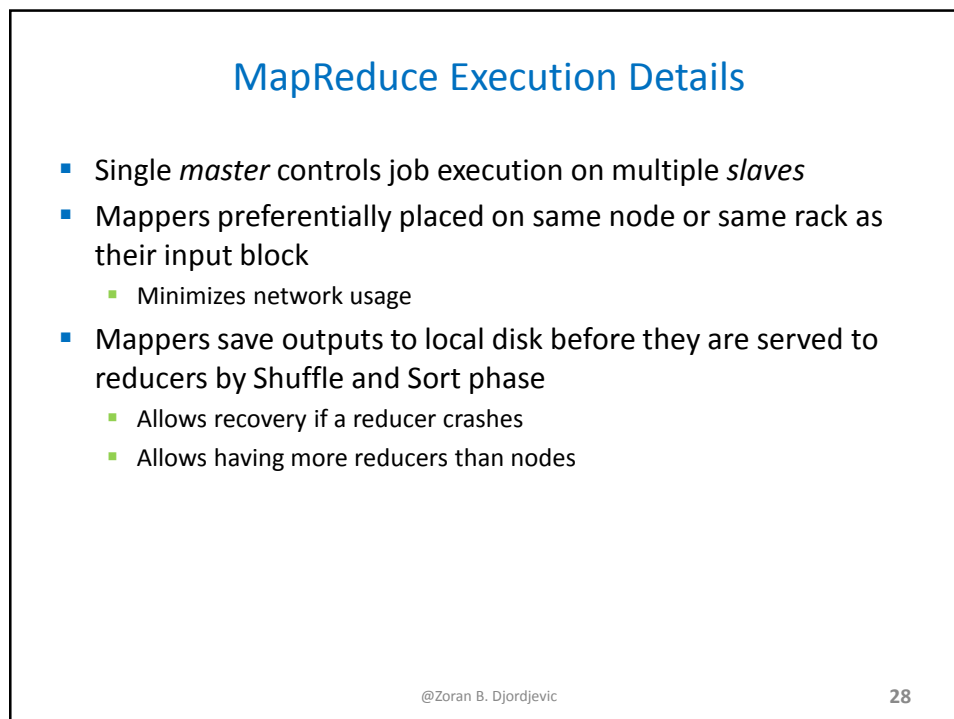 MapReduce Execution Details
▪ Single master controls job execution on multiple slaves
▪ Mappers preferentially placed on same node or same rack as
their input block
▪ Minimizes network usage
▪ Mappers save outputs to local disk before they are served to
reducers by Shuffle and Sort phase
▪ Allows recovery if a reducer crashes
▪ Allows having more reducers than nodes
@Zoran B. Djordjevic
28